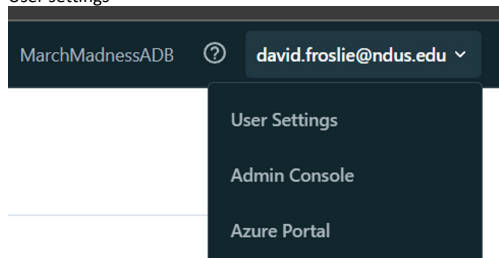 User settings
MarchMadnessADB
david.froslie@ndus.edu
User Settings
Admin Console
Azure Portal